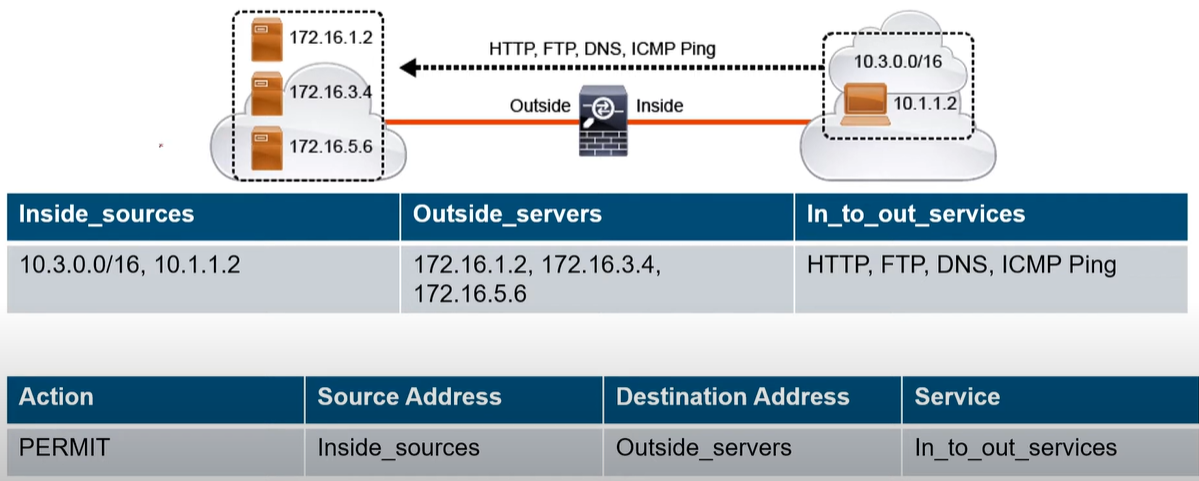 172.16.1.2
172.16.3.4
172.16.5.6
HTTP, FTP, DNS, ICMP Ping
Outside
Inside
10.3.0.0/16
10.1.1.2
Inside_sources
Outside_servers
In_to_out_services
10.3.0.0/16, 10.1.1.2
172.16.1.2, 172.16.3.4,
172.16.5.6
HTTP, FTP, DNS, ICMP Ping
Action
Source Address
Destination Address
Service
PERMIT
Inside_sources
Outside_servers
In_to_out_services